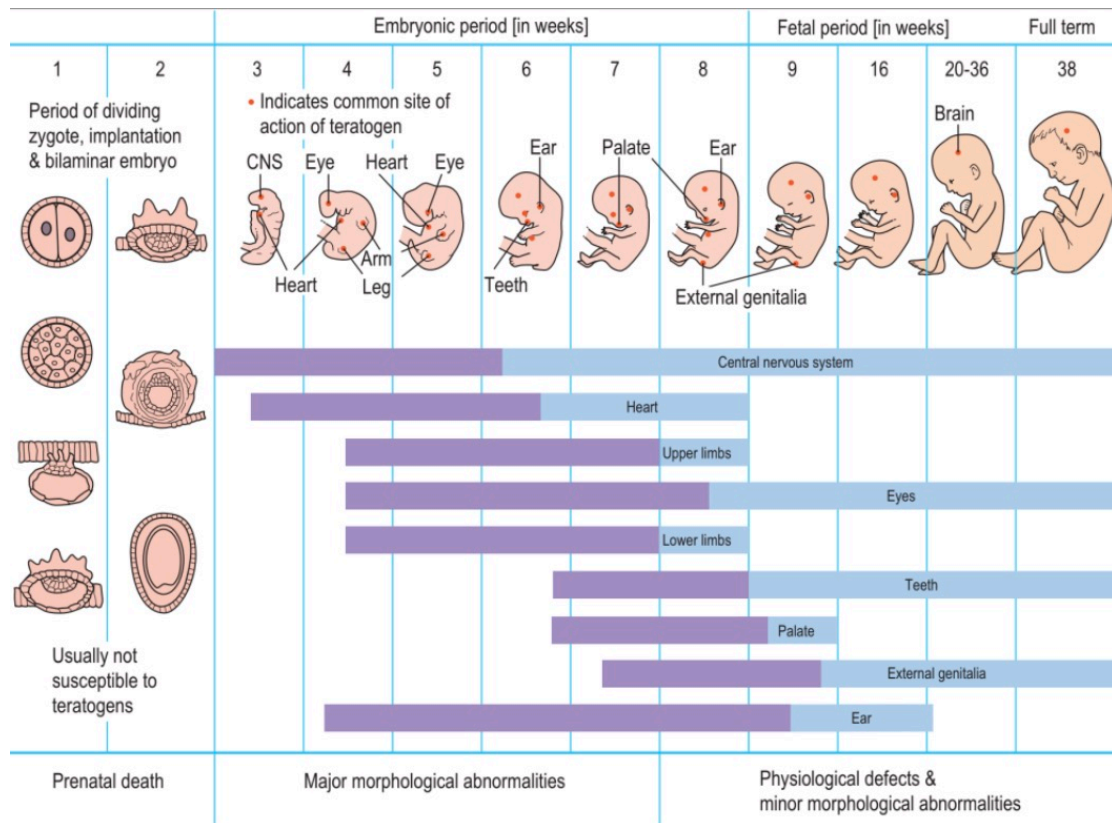 Embryonic period [in weeks]
Fetal period [in weeks]
Full term
1
2
3
4
5
6
7
8
9
16
20-36
38
Period of dividing
zygote, implantation
& bilaminar embryo
• Indicates common site of
action of teratogen
CNS
Eye
Heart
Eye
Ear
Palate
Ear
Brain
Heart
Arm
Leg
Teeth
External genitalia
Central nervous system
Heart
Upper limbs
Eyes
Lower limbs
Teeth
Palate
External genitalia
Ear
Usually not
susceptible to
teratogens
Prenatal death
Major morphological abnormalities
Physiological defects &
minor morphological abnormalities